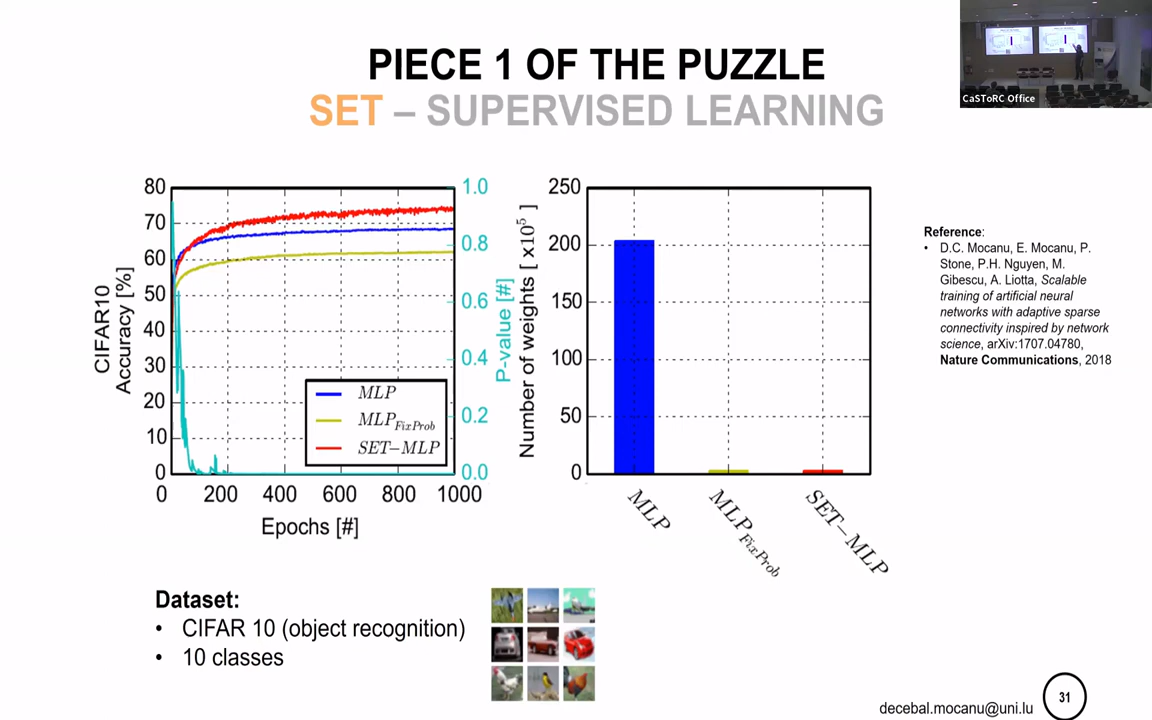 PIECE 1 OF THE PUZZLE
SET – SUPERVISED LEARNING
CaSToRC Office
80
70
60
50
40
30
20
10
0
CIFAR10
Accuracy [%]
0 200 400 600 800 1000
Epochs [#]
1.0
0.8
0.6
0.4
0.2
0.0
P-value [#]
MLP
MLP FixProb
SET-MLP
Number of weights [ x10^5 ]
250
200
150
100
50
0
MLP
MLP FixProb
SET-MLP
Reference:
• D.C. Mocanu, E. Mocanu, P.
Stone, P.H. Nguyen, M.
Gibescu, A. Liotta, Scalable
training of artificial neural
networks with adaptive sparse
connectivity inspired by network
science, arXiv:1707.04780,
Nature Communications, 2018
Dataset:
• CIFAR 10 (object recognition)
• 10 classes
decebal.mocanu@uni.lu
31